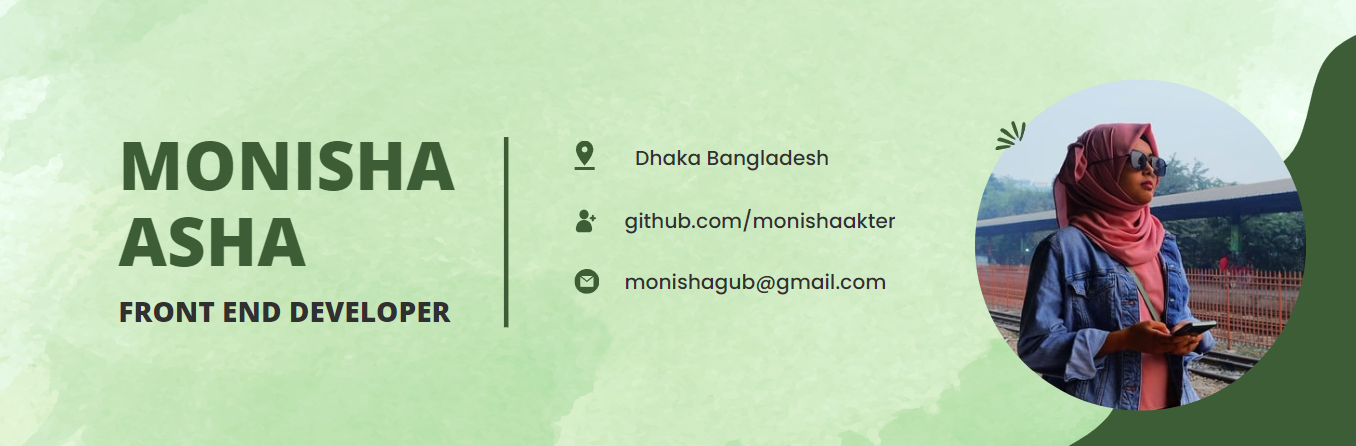 MONISHA
ASHA
FRONT END DEVELOPER
Dhaka Bangladesh
github.com/monishaakter
monishagub@gmail.com